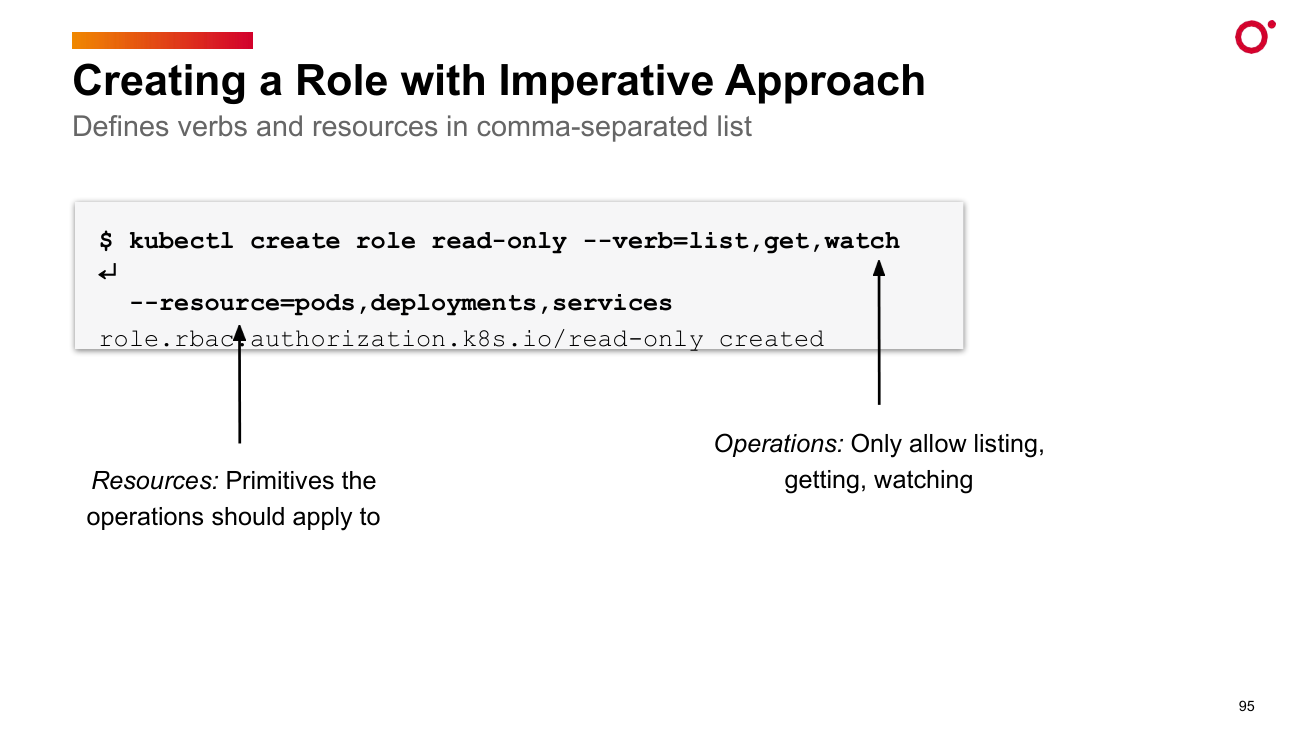 Creating a Role with Imperative Approach
Defines verbs and resources in comma-separated list
$ kubectl create role read-only --verb=list,get,watch
↵
--resource=pods,deployments,services
role.rbac.authorization.k8s.io/read-only created
Operations: Only allow listing,
getting, watching
Resources: Primitives the
operations should apply to
95